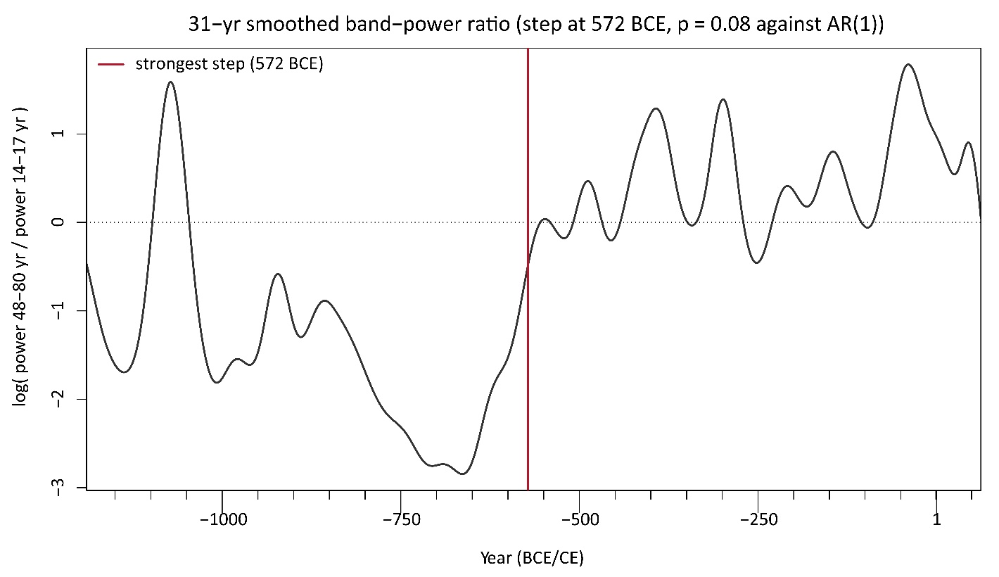 31−yr smoothed band−power ratio (step at 572 BCE, p = 0.08 against AR(1))
strongest step (572 BCE)
log( power 48−80 yr / power 14−17 yr )
1
0
−1
−2
−3
−1000
−750
−500
−250
1
Year (BCE/CE)